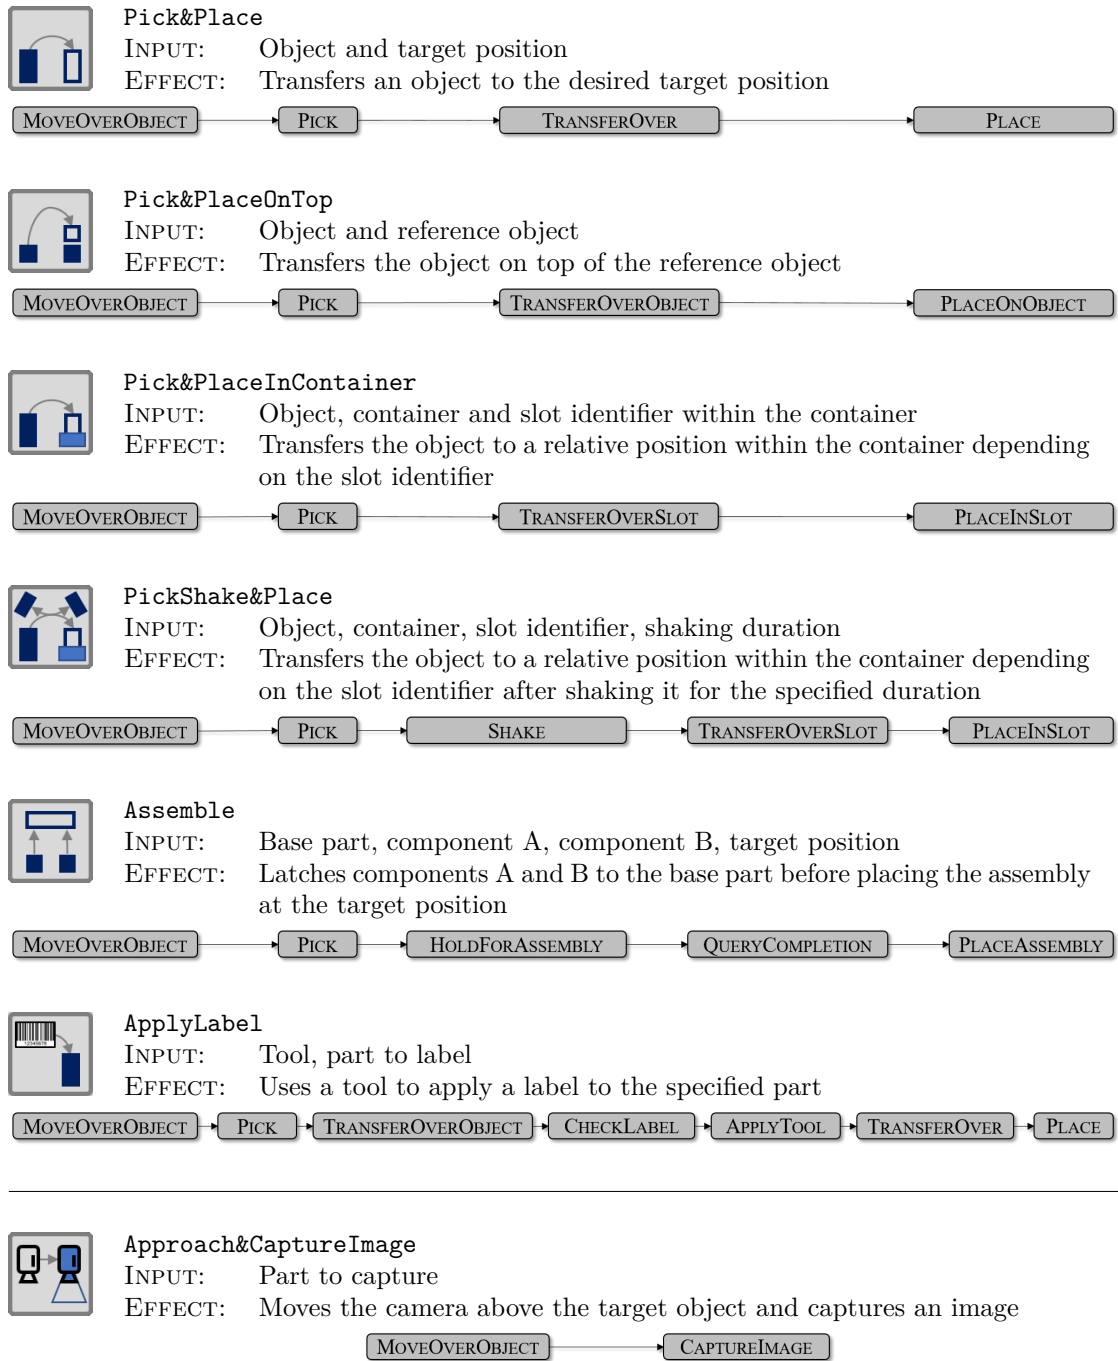 Pick&Place
INPUT: Object and target position
EFFECT: Transfers an object to the desired target position
MOVEOVEROBJECT PICK TRANSFEROVER PLACE
Pick&PlaceOnTop
INPUT: Object and reference object
EFFECT: Transfers the object on top of the reference object
MOVEOVEROBJECT PICK TRANSFEROVEROBJECT PLACEONOBJECT
Pick&PlaceInContainer
INPUT: Object, container and slot identifier within the container
EFFECT: Transfers the object to a relative position within the container depending
on the slot identifier
MOVEOVEROBJECT PICK TRANSFEROVERSLOT PLACEINSLOT
PickShake&Place
INPUT: Object, container, slot identifier, shaking duration
EFFECT: Transfers the object to a relative position within the container depending
on the slot identifier after shaking it for the specified duration
MOVEOVEROBJECT PICK SHAKE TRANSFEROVERSLOT PLACEINSLOT
Assemble
INPUT: Base part, component A, component B, target position
EFFECT: Latches components A and B to the base part before placing the assembly
at the target position
MOVEOVEROBJECT PICK HOLDFORASSEMBLY QUERYCOMPLETION PLACEASSEMBLY
ApplyLabel
INPUT: Tool, part to label
EFFECT: Uses a tool to apply a label to the specified part
MOVEOVEROBJECT PICK TRANSFEROVEROBJECT CHECKLABEL APPLYTOOL TRANSFEROVER PLACE
Approach&CaptureImage
INPUT: Part to capture
EFFECT: Moves the camera above the target object and captures an image
MOVEOVEROBJECT CAPTUREIMAGE